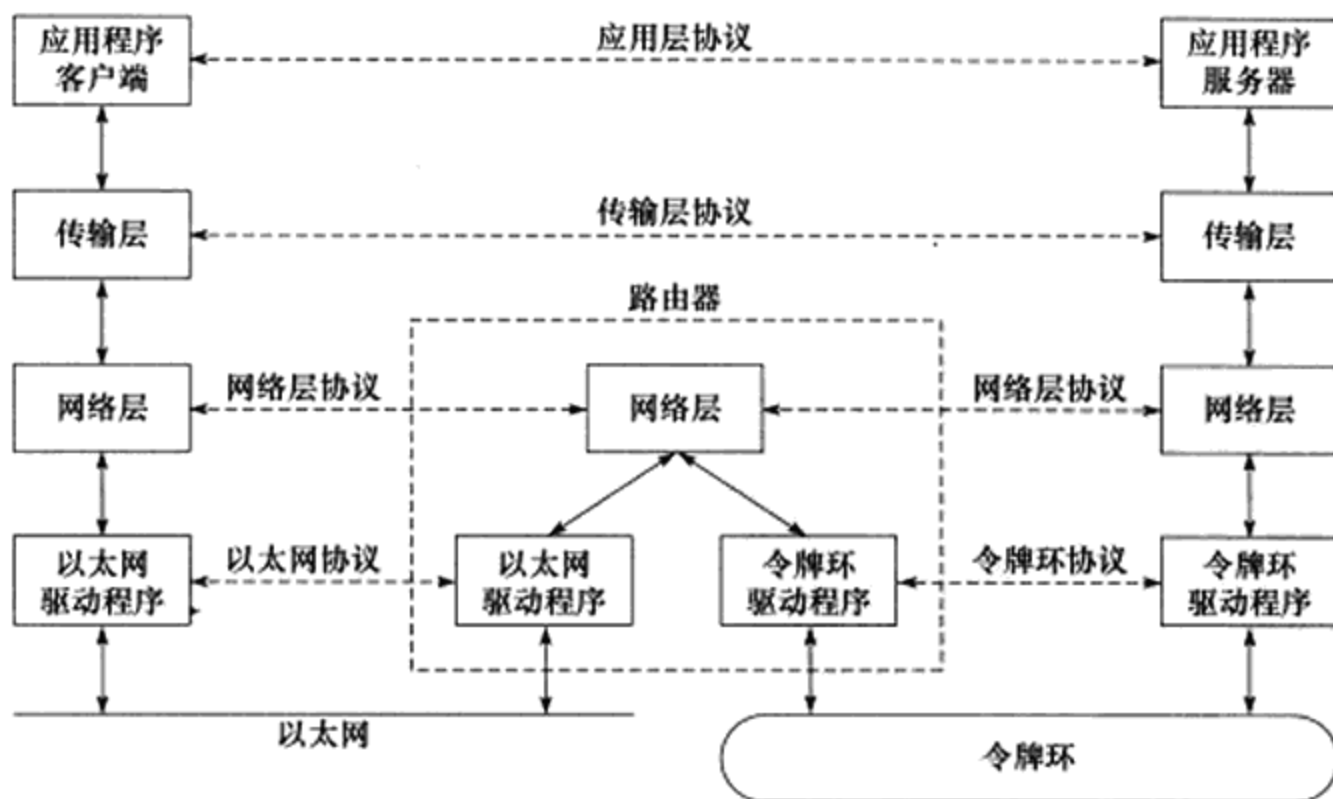 应用程序
客户端
应用层协议
应用程序
服务器
传输层
传输层协议
传输层
路由器
网络层
网络层协议
网络层
网络层协议
网络层
以太网
驱动程序
以太网协议
以太网
驱动程序
令牌环
驱动程序
令牌环协议
令牌环
驱动程序
以太网
令牌环